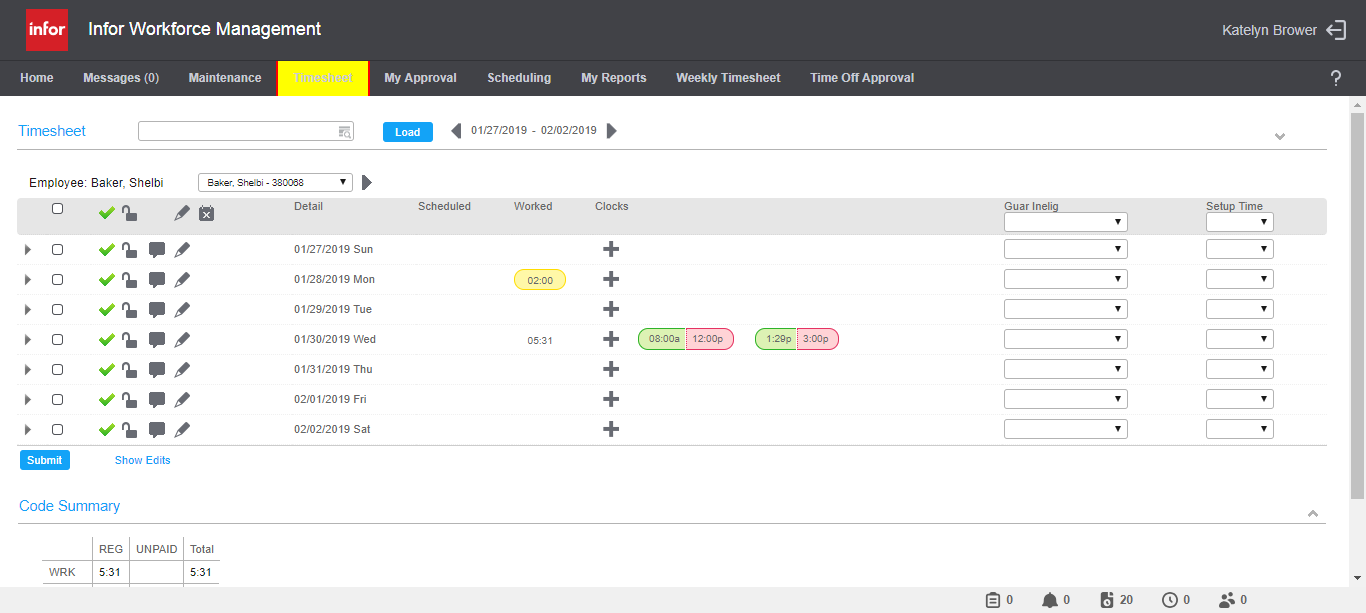 infor Infor Workforce Management Katelyn Brower
Home Messages (0) Maintenance Timesheet My Approval Scheduling My Reports Weekly Timesheet Time Off Approval ?
Timesheet Load 01/27/2019 - 02/02/2019
Employee: Baker, Shelbi Baker, Shelbi - 380068
Detail Scheduled Worked Clocks Guar Inelig Setup Time
01/27/2019 Sun
01/28/2019 Mon 02:00
01/29/2019 Tue
01/30/2019 Wed 05:31 08:00a 12:00p 1:29p 3:00p
01/31/2019 Thu
02/01/2019 Fri
02/02/2019 Sat
Submit Show Edits
Code Summary
REG UNPAID Total
WRK 5:31 5:31
0 0 20 0 0